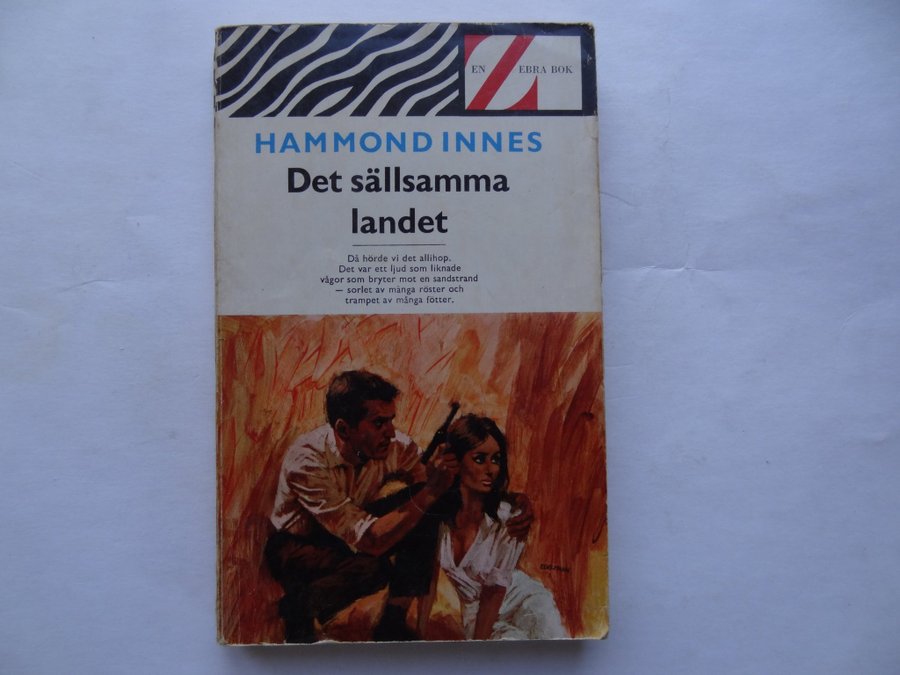 EN ZEBRA BOK
HAMMOND INNES
Det sällsamma
landet
Då hörde vi det allihop.
Det var ett ljud som liknade
vågor som bryter mot en sandstrand
— sorlet av många röster och
trampet av många fötter.